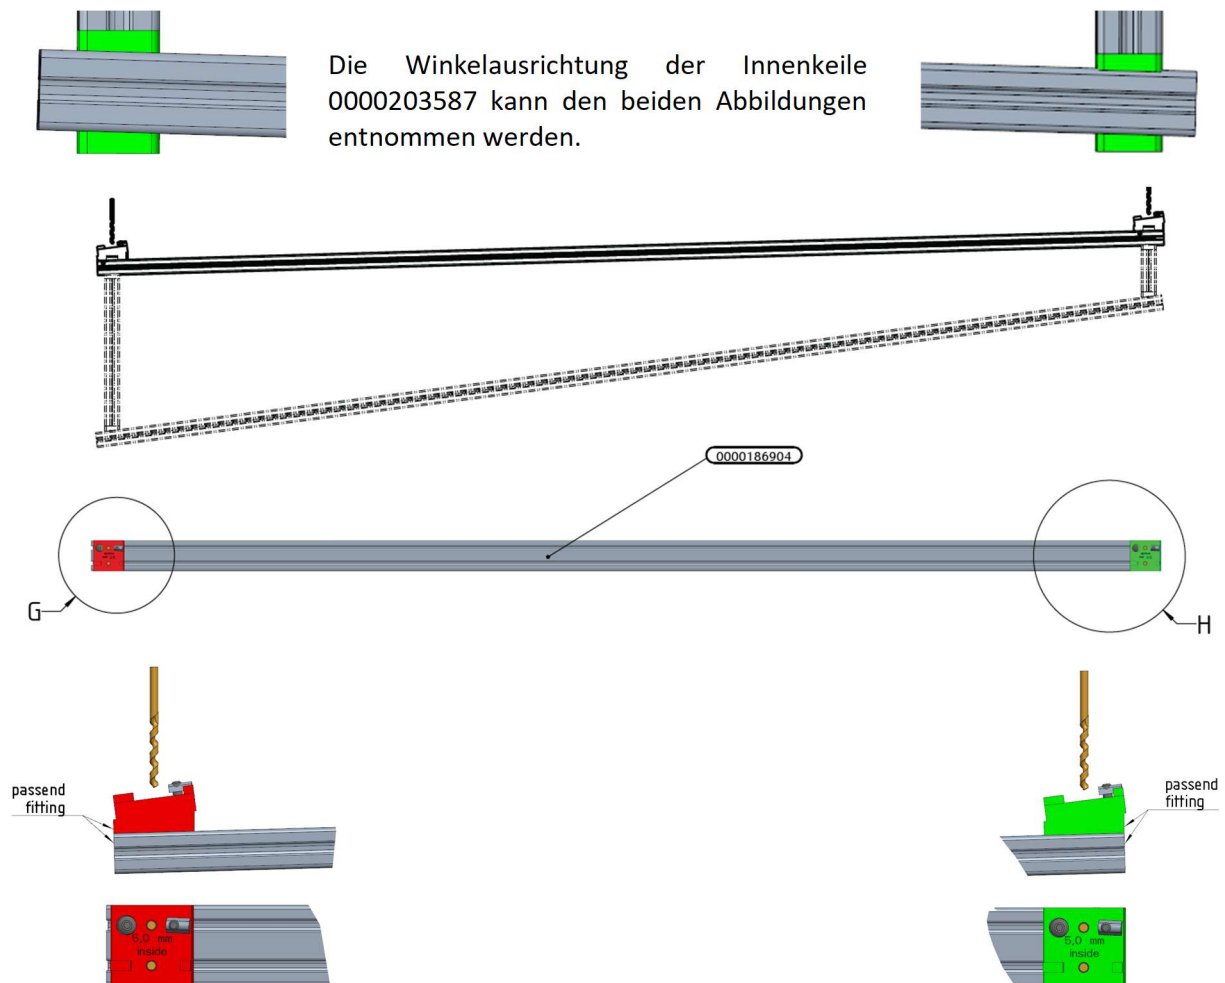 Die Winkelausrichtung der Innenkeile
0000203587 kann den beiden Abbildungen
entnommen werden.
0000186904
G
H
passend
fitting
passend
fitting
5,0 mm
inside
5,0 mm
inside